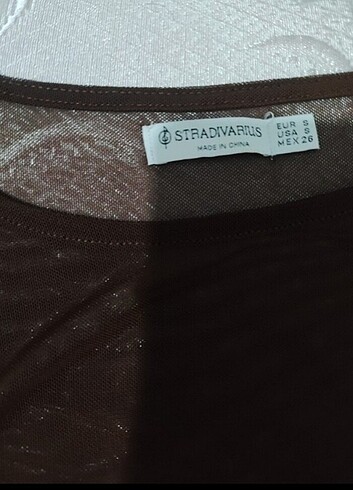 STRADIVARIUS
MADE IN CHINA
EUR S
USA S
MEX 26